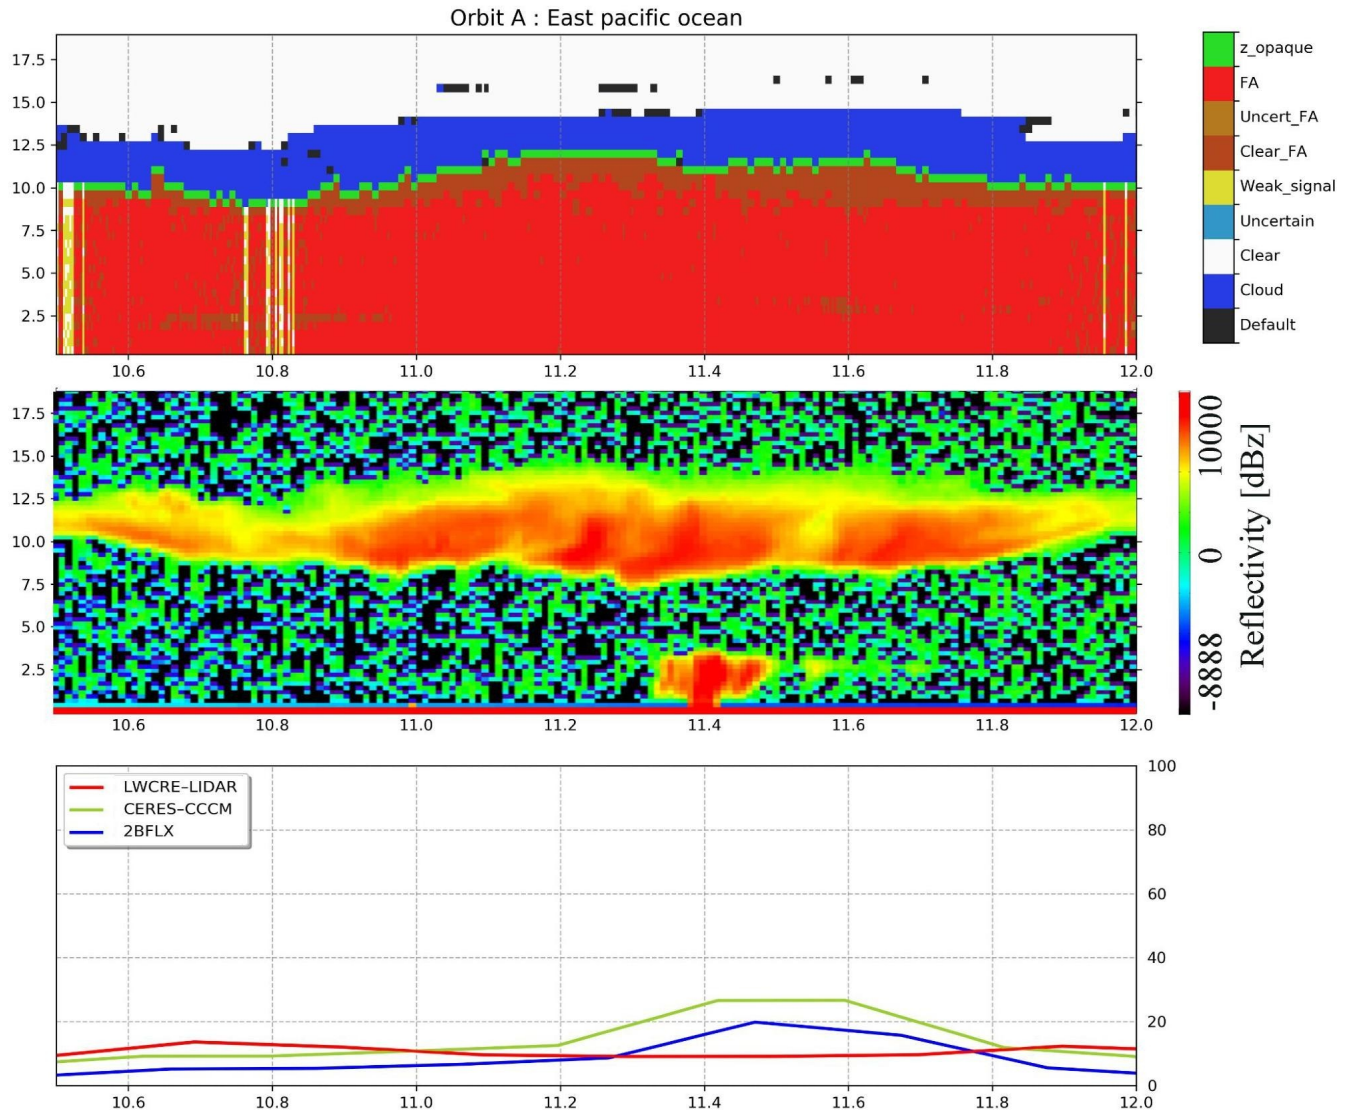 Orbit A : East pacific ocean
17.5
15.0
12.5
10.0
7.5
5.0
2.5
10.6 10.8 11.0 11.2 11.4 11.6 11.8 12.0
z_opaque
FA
Uncert_FA
Clear_FA
Weak_signal
Uncertain
Clear
Cloud
Default
17.5
15.0
12.5
10.0
7.5
5.0
2.5
10.6 10.8 11.0 11.2 11.4 11.6 11.8 12.0
-8888 0 10000
Reflectivity [dBz]
LWCRE–LIDAR
CERES–CCCM
2BFLX
100
80
60
40
20
0
10.6 10.8 11.0 11.2 11.4 11.6 11.8 12.0